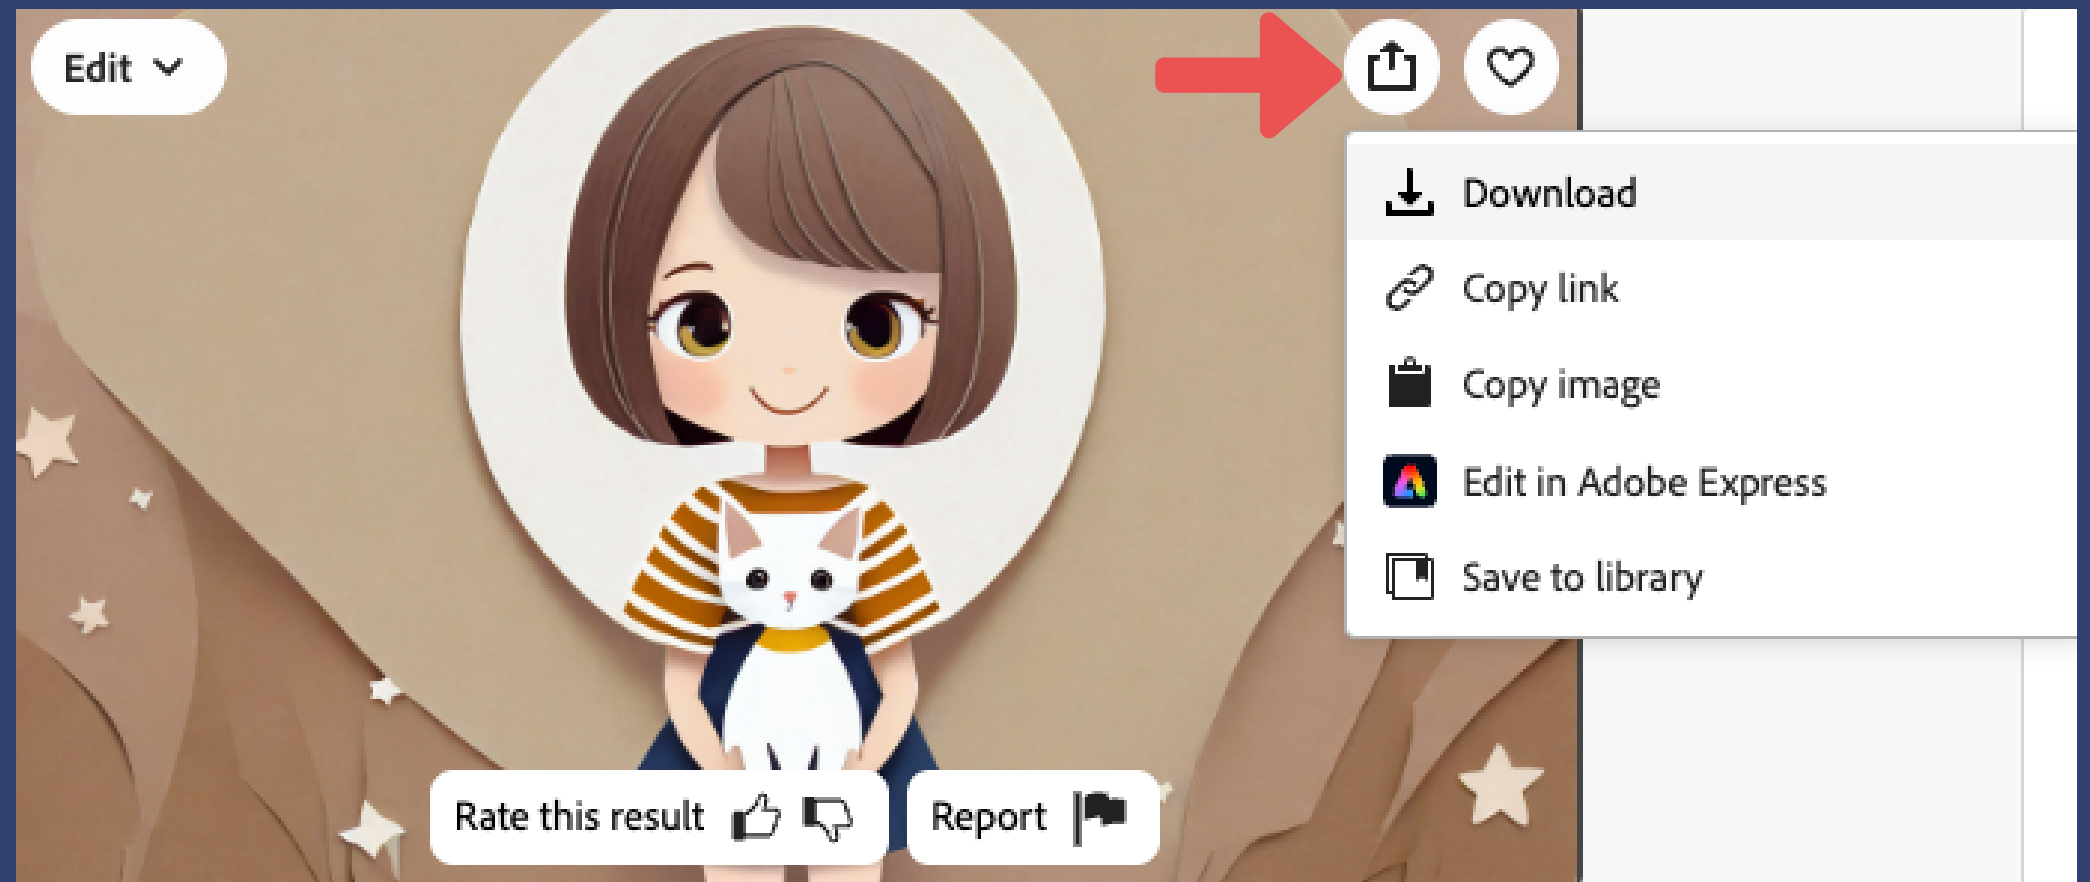 Edit
Download
Copy link
Copy image
Edit in Adobe Express
Save to library
Rate this result
Report